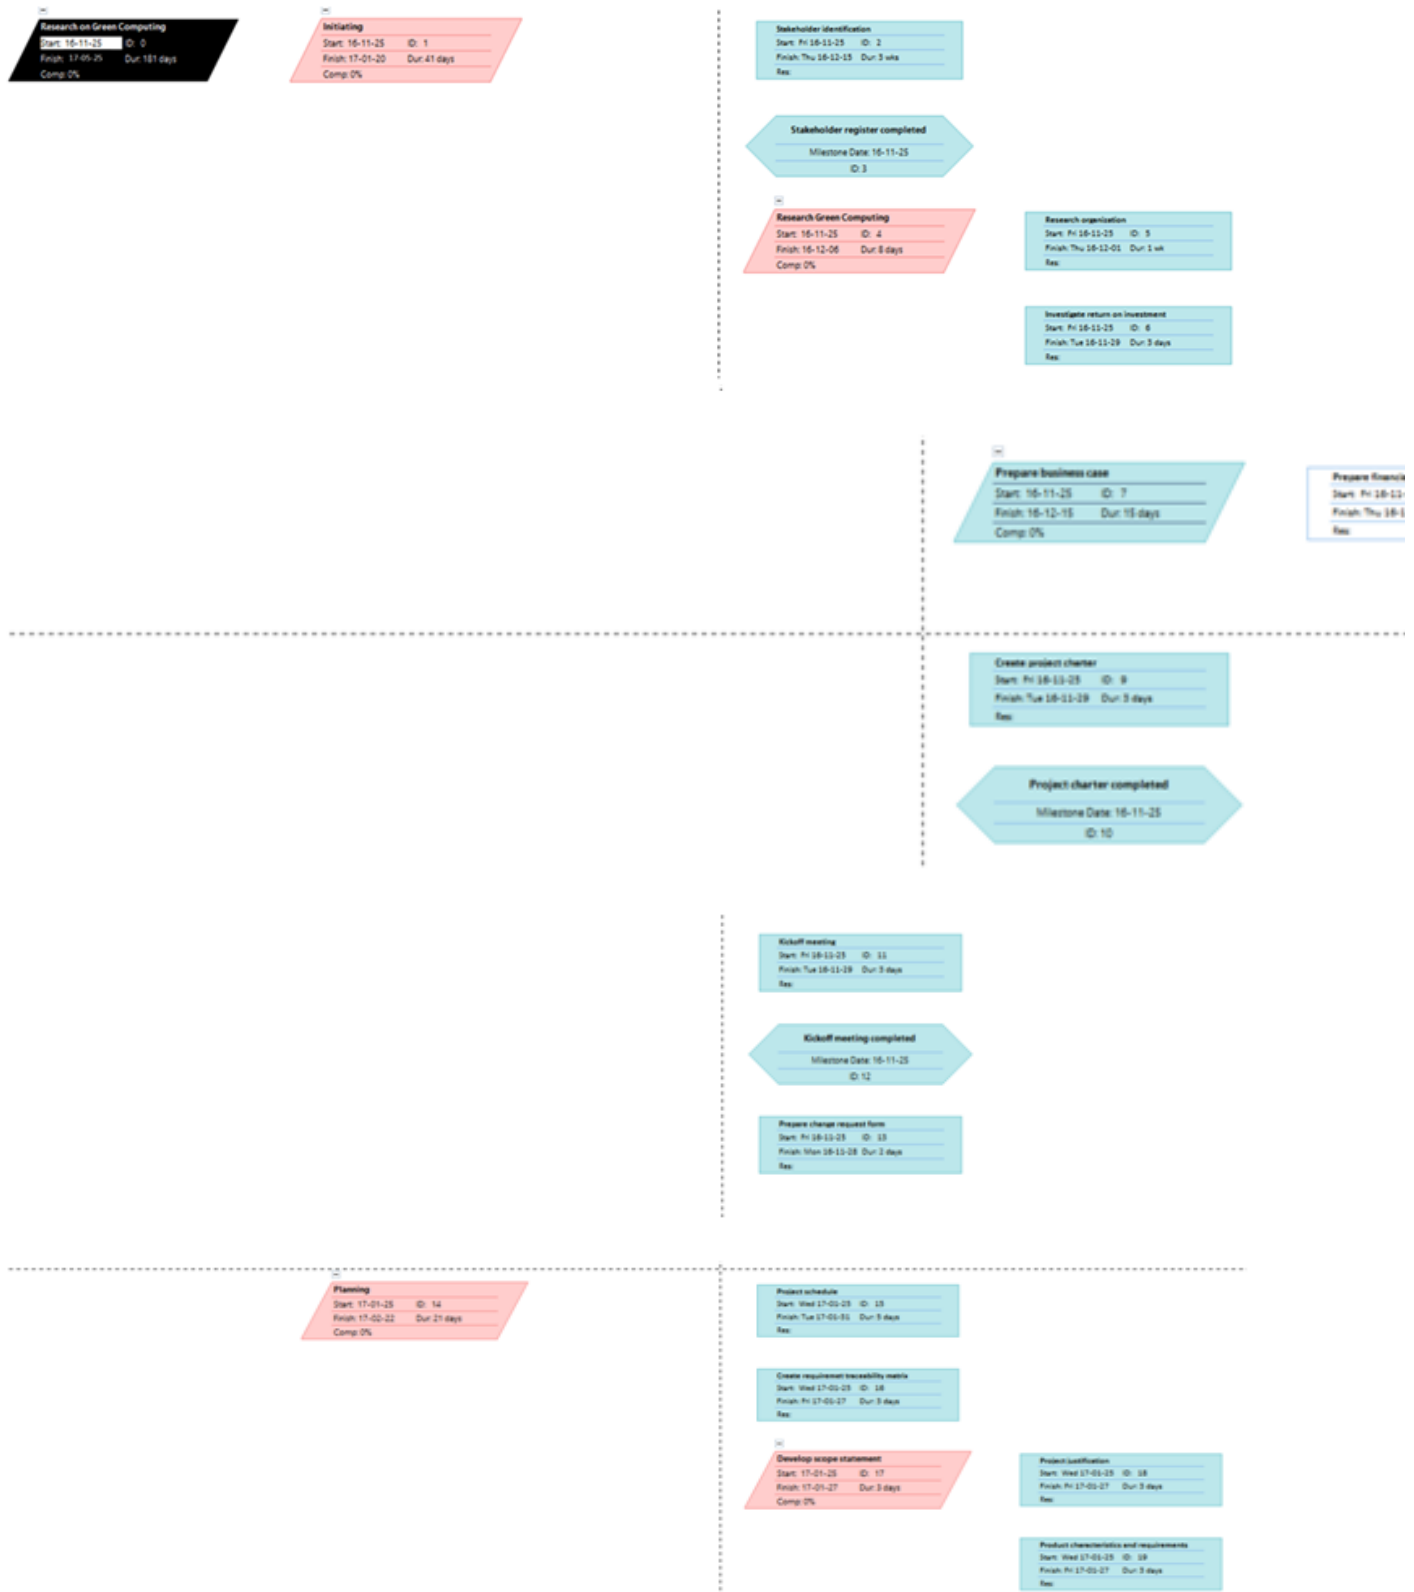 Research on Green Computing
Start: 16-11-25 ID: 0
Finish: 17-05-25 Dur: 181 days
Comp: 0%
Initiating
Start: 16-11-25 ID: 1
Finish: 17-01-20 Dur: 41 days
Comp: 0%
Stakeholder identification
Start: Fri 16-11-25 ID: 2
Finish: Thu 16-12-15 Dur: 3 wks
Res:
Stakeholder register completed
Milestone Date: 16-11-25
ID: 3
Research Green Computing
Start: 16-11-25 ID: 4
Finish: 16-12-06 Dur: 8 days
Comp: 0%
Research organization
Start: Fri 16-11-25 ID: 5
Finish: Thu 16-12-01 Dur: 1 wk
Res:
Investigate return on investment
Start: Fri 16-11-25 ID: 6
Finish: Tue 16-11-29 Dur: 3 days
Res:
Prepare business case
Start: 16-11-25 ID: 7
Finish: 16-12-15 Dur: 15 days
Comp: 0%
Prepare financia
Start: Fri 16-11-
Finish: Thu 16-1
Res:
Create project charter
Start: Fri 16-11-25 ID: 9
Finish: Tue 16-11-29 Dur: 3 days
Res:
Project charter completed
Milestone Date: 16-11-25
ID: 10
Kickoff meeting
Start: Fri 16-11-25 ID: 11
Finish: Tue 16-11-29 Dur: 3 days
Res:
Kickoff meeting completed
Milestone Date: 16-11-25
ID: 12
Prepare change request form
Start: Fri 16-11-25 ID: 13
Finish: Mon 16-11-28 Dur: 2 days
Res:
Planning
Start: 17-01-25 ID: 14
Finish: 17-02-22 Dur: 21 days
Comp: 0%
Project schedule
Start: Wed 17-01-25 ID: 15
Finish: Tue 17-01-31 Dur: 5 days
Res:
Create requiremet traceability matrix
Start: Wed 17-01-25 ID: 16
Finish: Fri 17-01-27 Dur: 3 days
Res:
Develop scope statement
Start: 17-01-25 ID: 17
Finish: 17-01-27 Dur: 3 days
Comp: 0%
Project justification
Start: Wed 17-01-25 ID: 18
Finish: Fri 17-01-27 Dur: 3 days
Res:
Product characteristics and requirements
Start: Wed 17-01-25 ID: 19
Finish: Fri 17-01-27 Dur: 3 days
Res: